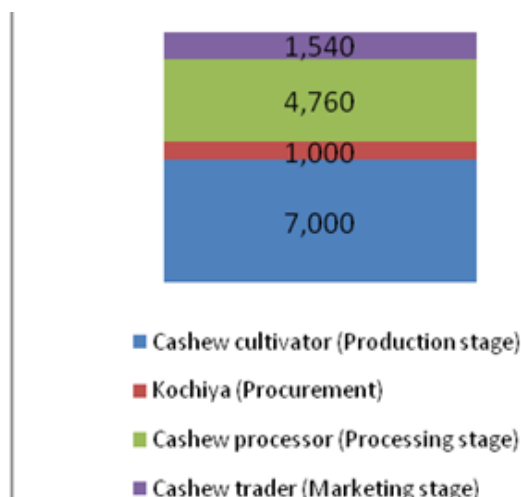 1,540
4,760
1,000
7,000
Cashew cultivator (Production stage)
Kochiya (Procurement)
Cashew processor (Processing stage)
Cashew trader (Marketing stage)